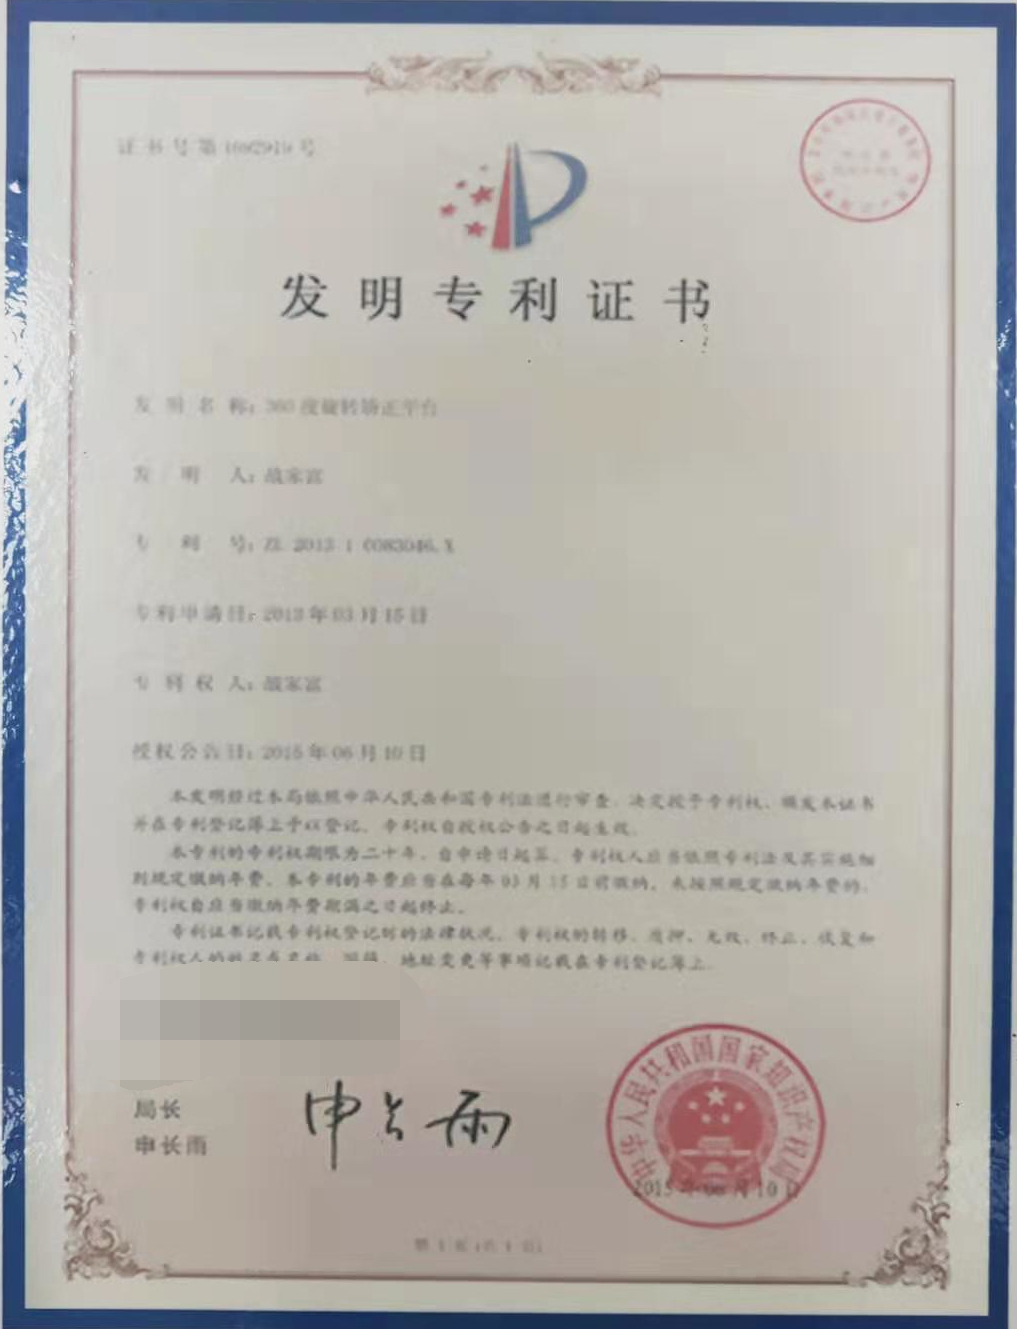 证书号第1692919号
发明专利证书
发明名称：360度旋转矫正平台
发明人：战家富
专利号：ZL 2013 1 0083046.X
专利申请日：2013年03月15日
专利权人：战家富
授权公告日：2015年06月10日
本发明经过本局依照中华人民共和国专利法进行审查，决定授予专利权，颁发本证书
并在专利登记簿上予以登记。专利权自授权公告之日起生效。
本专利的专利权期限为二十年，自申请日起算。专利权人应当依照专利法及其实施细
则规定缴纳年费。本专利的年费应当在每年03月15日前缴纳。未按照规定缴纳年费的，
专利权自应当缴纳年费期满之日起终止。
专利证书记载专利权登记时的法律状况。专利权的转移、质押、无效、终止、恢复和
专利权人的姓名或名称、国籍、地址变更等事项记载在专利登记簿上。
局长
申长雨
申长雨
中华人民共和国国家知识产权局
2015年06月10日
第1页（共1页）